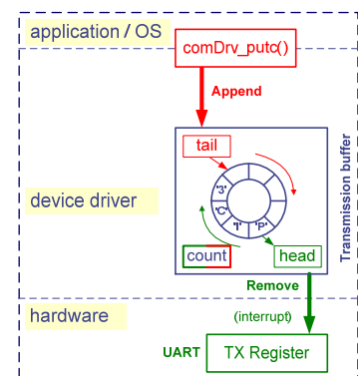 application / OS
comDrv_putc()
Append
tail
Transmission buffer
'3'
'C'
'I'
'P'
device driver
count
head
Remove
hardware
(interrupt)
UART
TX Register